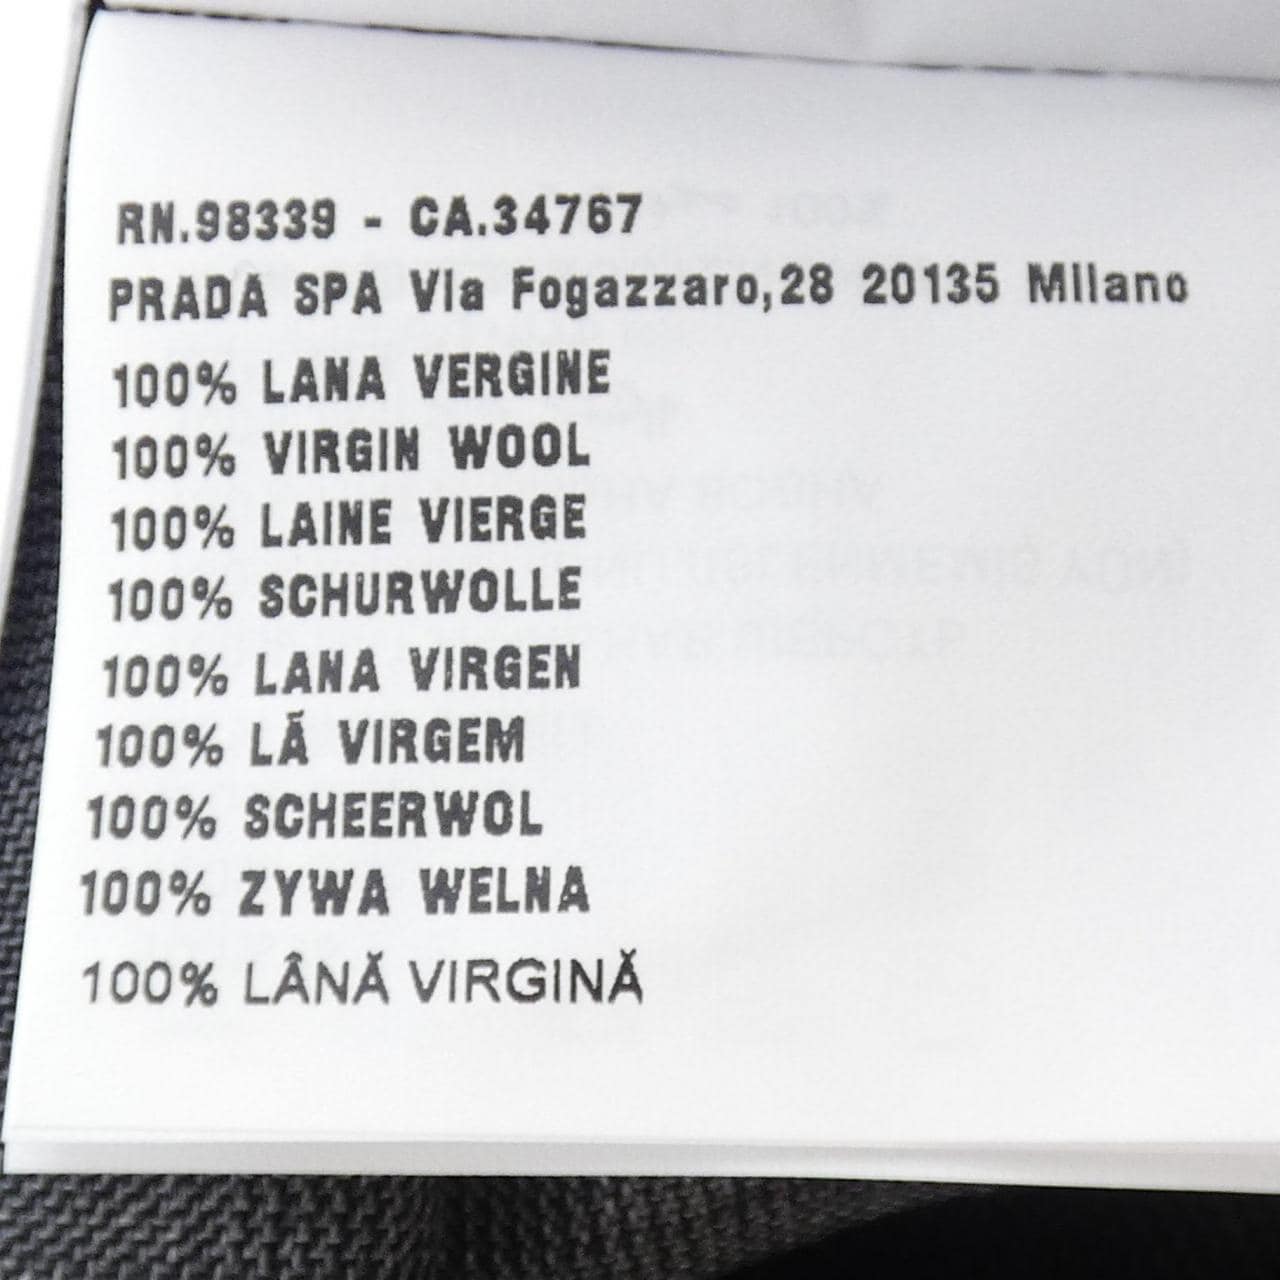 RN.98339 - CA.34767
PRADA SPA Via Fogazzaro,28 20135 Milano
100% LANA VERGINE
100% VIRGIN WOOL
100% LAINE VIERGE
100% SCHURWOLLE
100% LANA VIRGEN
100% LÃ VIRGEM
100% SCHEERWOL
100% ZYWA WELNA
100% LÂNĂ VIRGINĂ